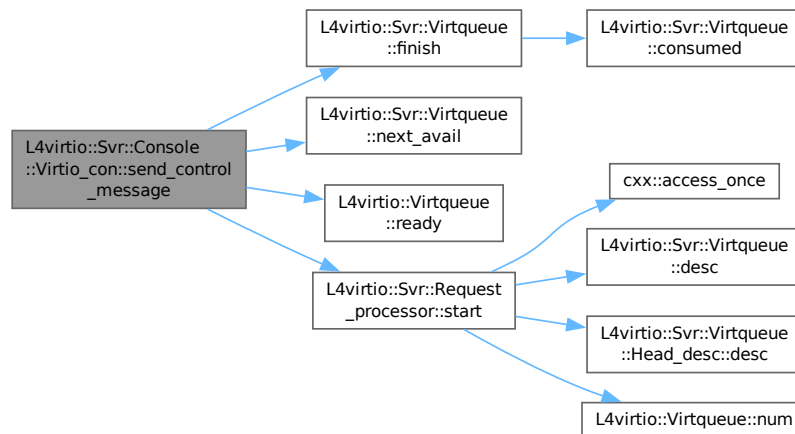 L4virtio::Svr::Console
::Virtio_con::send_control
_message
L4virtio::Svr::Virtqueue
::finish
L4virtio::Svr::Virtqueue
::consumed
L4virtio::Svr::Virtqueue
::next_avail
L4virtio::Virtqueue
::ready
L4virtio::Svr::Request
_processor::start
cxx::access_once
L4virtio::Svr::Virtqueue
::desc
L4virtio::Svr::Virtqueue
::Head_desc::desc
L4virtio::Virtqueue::num